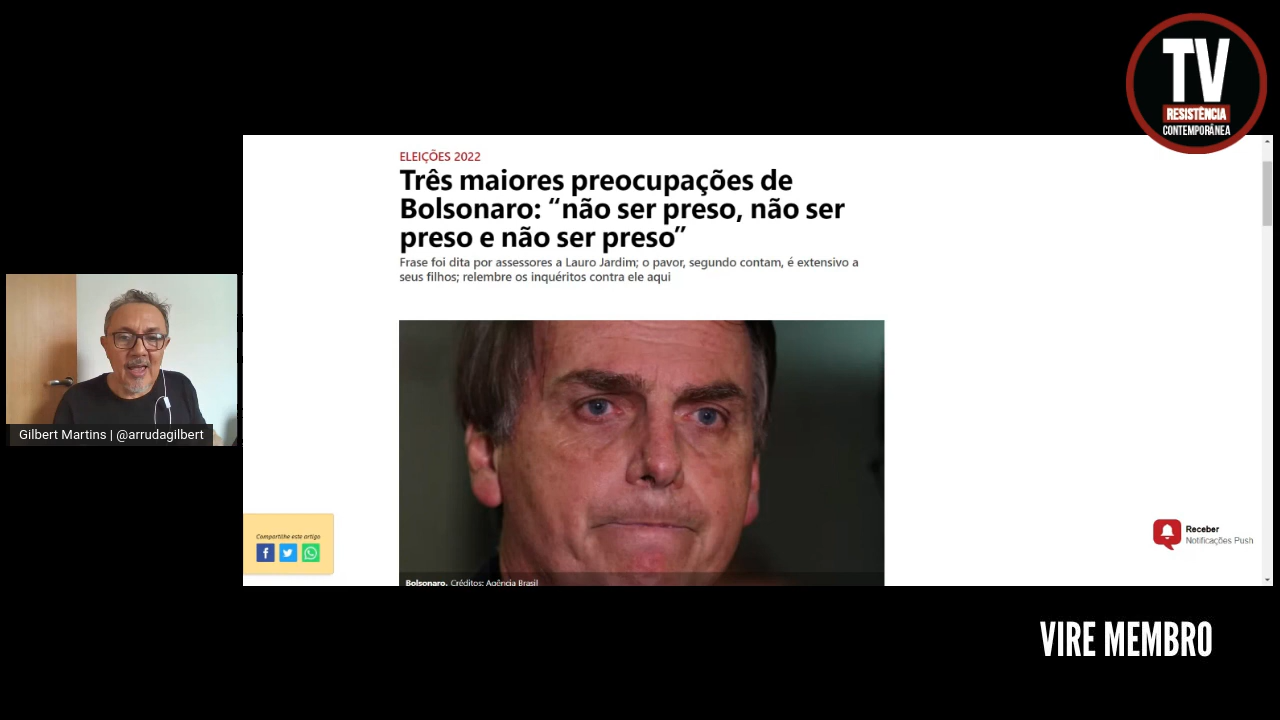 TV
RESISTÊNCIA
CONTEMPORÂNEA
ELEIÇÕES 2022
Três maiores preocupações de
Bolsonaro: “não ser preso, não ser
preso e não ser preso”
Frase foi dita por assessores a Lauro Jardim; o pavor, segundo contam, é extensivo a
seus filhos; relembre os inquéritos contra ele aqui
Gilbert Martins | @arrudagilbert
Compartilhe este artigo
Receber
Notificações Push
Bolsonaro. Créditos: Agência Brasil
VIRE MEMBRO